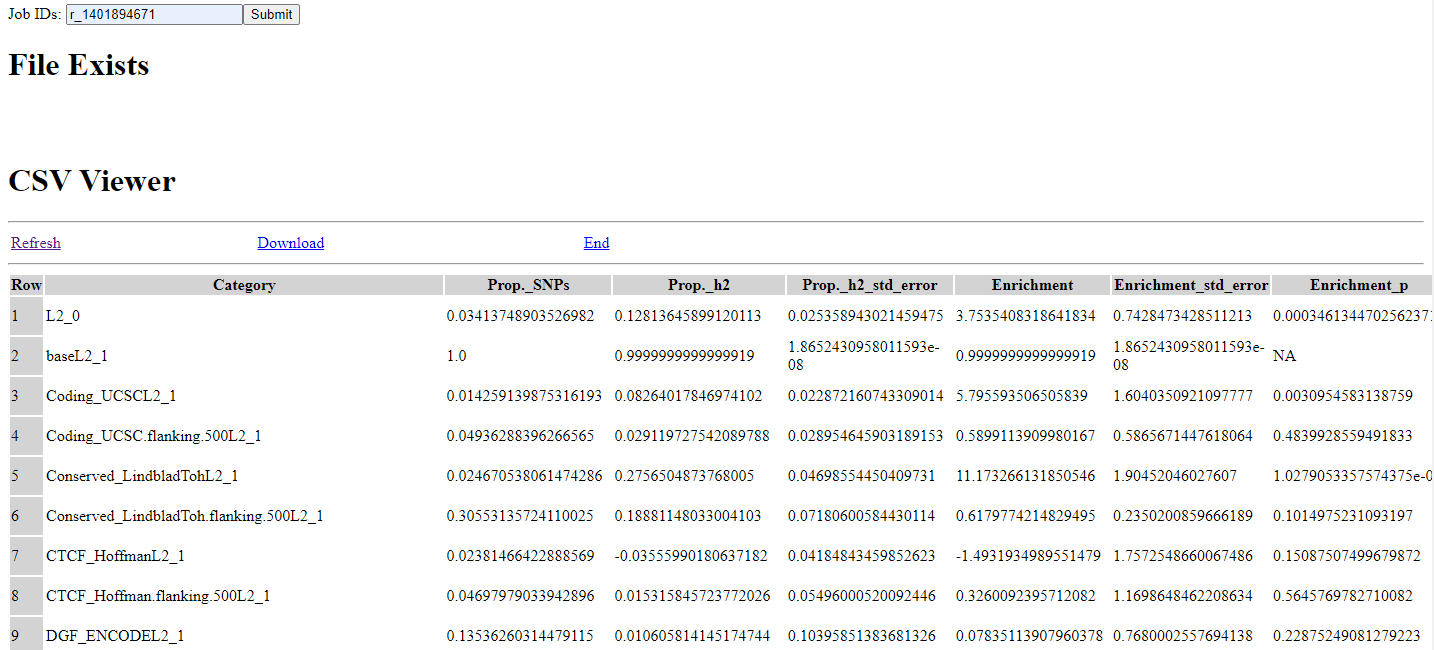 Job IDs: r_1401894671 Submit
File Exists
CSV Viewer
Refresh Download End
Row Category Prop._SNPs Prop._h2 Prop._h2_std_error Enrichment Enrichment_std_error Enrichment_p
1 L2_0 0.03413748903526982 0.12813645899120113 0.025358943021459475 3.7535408318641834 0.7428473428511213 0.0003461344702562371
2 baseL2_1 1.0 0.9999999999999919 1.8652430958011593e-08 0.9999999999999919 1.8652430958011593e-08 NA
3 Coding_UCSCL2_1 0.014259139875316193 0.08264017846974102 0.022872160743309014 5.795593506505839 1.6040350921097777 0.0030954583138759
4 Coding_UCSC.flanking.500L2_1 0.04936288396266565 0.029119727542089788 0.028954645903189153 0.5899113909980167 0.5865671447618064 0.4839928559491833
5 Conserved_LindbladTohL2_1 0.024670538061474286 0.2756504873768005 0.04698554450409731 11.173266131850546 1.90452046027607 1.0279053357574375e-0
6 Conserved_LindbladToh.flanking.500L2_1 0.30553135724110025 0.18881148033004103 0.07180600584430114 0.6179774214829495 0.2350200859666189 0.1014975231093197
7 CTCF_HoffmanL2_1 0.02381466422888569 -0.03555990180637182 0.04184843459852623 -1.4931934989551479 1.7572548660067486 0.15087507499679872
8 CTCF_Hoffman.flanking.500L2_1 0.04697979033942896 0.015315845723772026 0.05496000520092446 0.3260092395712082 1.1698648462208634 0.5645769782710082
9 DGF_ENCODEL2_1 0.13536260314479115 0.010605814145174744 0.10395851383681326 0.07835113907960378 0.7680002557694138 0.22875249081279223